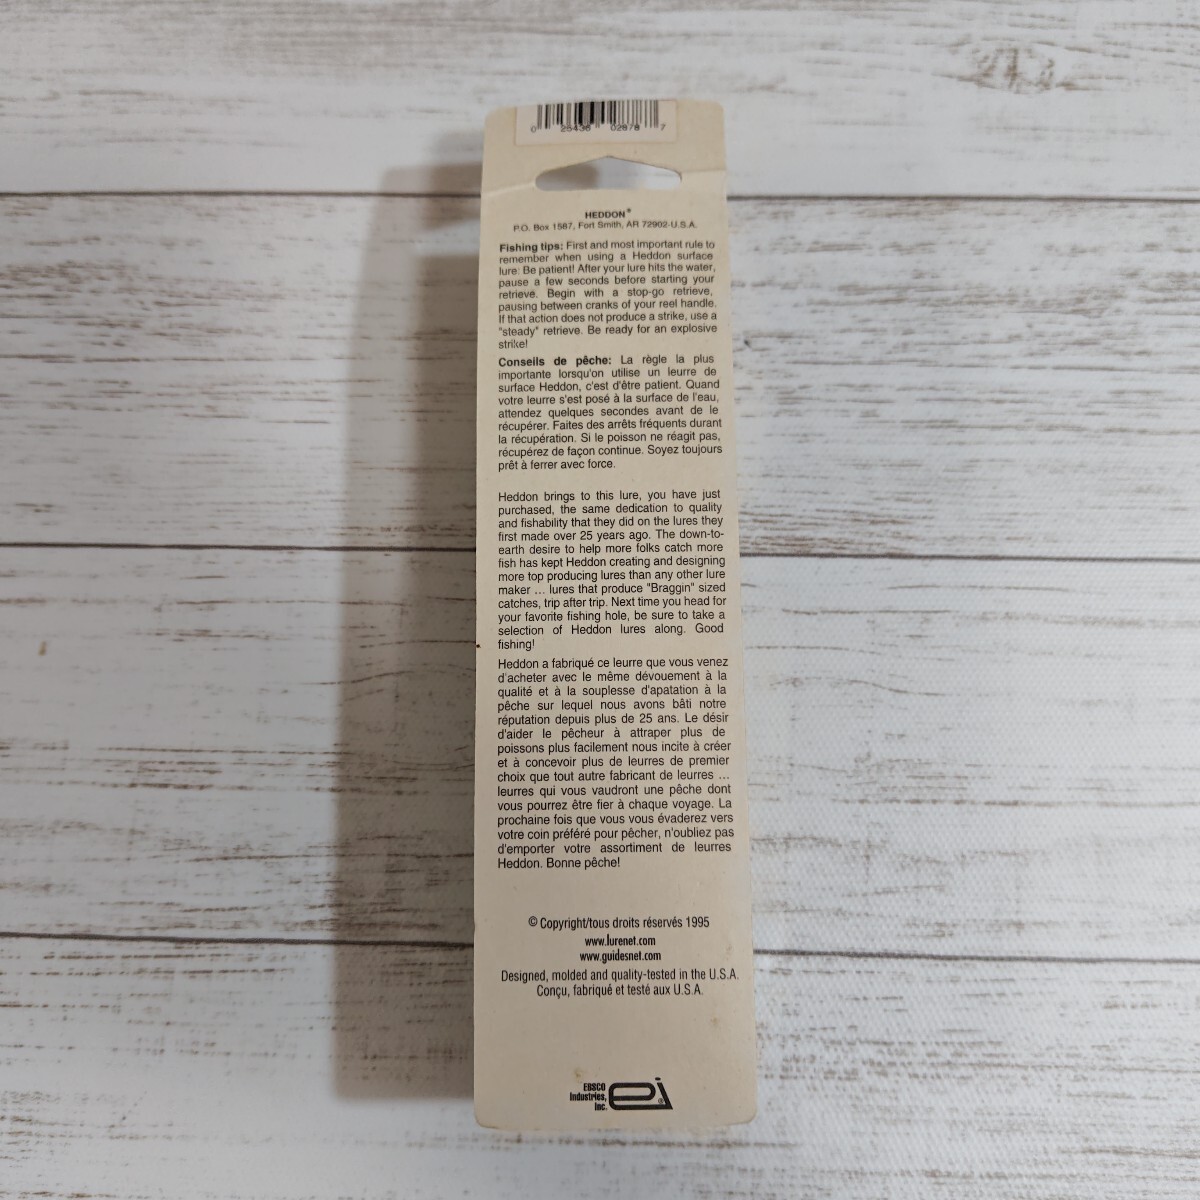 0 25436 02878 7
HEDDON®
P.O. Box 1587, Fort Smith, AR 72902-U.S.A.
Fishing tips: First and most important rule to
remember when using a Heddon surface
lure: Be patient! After your lure hits the water,
pause a few seconds before starting your
retrieve. Begin with a stop-go retrieve,
pausing between cranks of your reel handle.
If that action does not produce a strike, use a
"steady" retrieve. Be ready for an explosive
strike!
Conseils de pêche: La règle la plus
importante lorsqu'on utilise un leurre de
surface Heddon, c'est d'être patient. Quand
votre leurre s'est posé à la surface de l'eau,
attendez quelques secondes avant de le
récupérer. Faites des arrêts fréquents durant
la récupération. Si le poisson ne réagit pas,
récupérez de façon continue. Soyez toujours
prêt à ferrer avec force.
Heddon brings to this lure, you have just
purchased, the same dedication to quality
and fishability that they did on the lures they
first made over 25 years ago. The down-to-
earth desire to help more folks catch more
fish has kept Heddon creating and designing
more top producing lures than any other lure
maker ... lures that produce "Braggin" sized
catches, trip after trip. Next time you head for
your favorite fishing hole, be sure to take a
selection of Heddon lures along. Good
fishing!
Heddon a fabriqué ce leurre que vous venez
d'acheter avec le même dévouement à la
qualité et à la souplesse d'apatation à la
pêche sur lequel nous avons bâti notre
réputation depuis plus de 25 ans. Le désir
d'aider le pêcheur à attraper plus de
poissons plus facilement nous incite à créer
et à concevoir plus de leurres de premier
choix que tout autre fabricant de leurres ...
leurres qui vous vaudront une pêche dont
vous pourrez être fier à chaque voyage. La
prochaine fois que vous vous évaderez vers
votre coin préféré pour pêcher, n'oubliez pas
d'emporter votre assortiment de leurres
Heddon. Bonne pêche!
© Copyright/tous droits réservés 1995
www.lurenet.com
www.guidesnet.com
Designed, molded and quality-tested in the U.S.A.
Conçu, fabriqué et testé aux U.S.A.
EBSCO
Industries,
Inc.
ei®